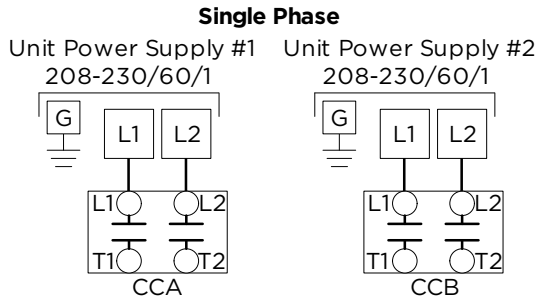 Single Phase
Unit Power Supply #1
208-230/60/1
G
L1
L2
L1
L2
T1
T2
CCA
Unit Power Supply #2
208-230/60/1
G
L1
L2
L1
L2
T1
T2
CCB